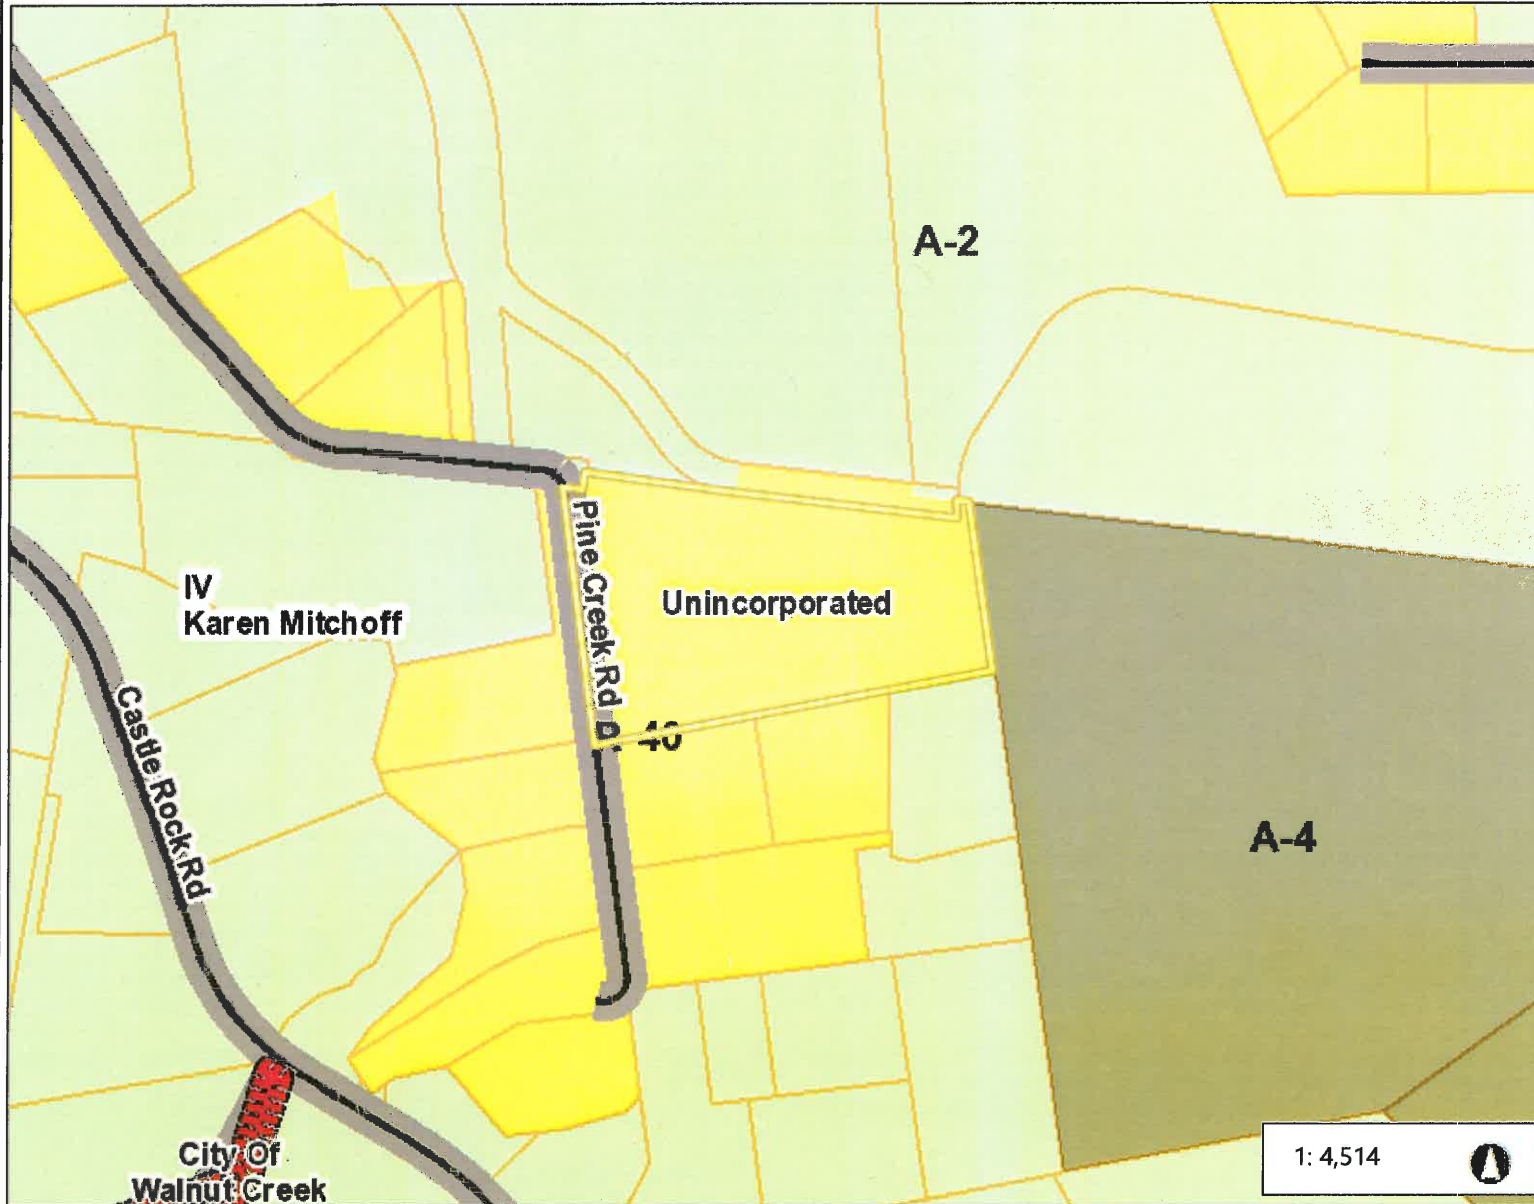 A-2
Pine Creek Rd
IV
Karen Mitchoff
Unincorporated
40
Castle Rock Rd
A-4
City Of
Walnut Creek
1: 4,514